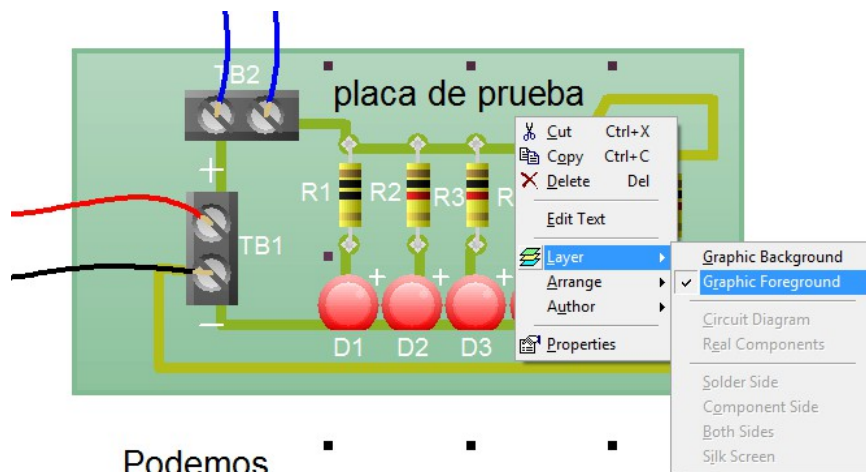 TB2
placa de prueba
+
R1
R2
R3
R
TB1
+
+
+
−
D1
D2
D3
Cut Ctrl+X
Copy Ctrl+C
Delete Del
Edit Text
Layer
Arrange
Author
Properties
Graphic Background
Graphic Foreground
Circuit Diagram
Real Components
Solder Side
Component Side
Both Sides
Silk Screen
Podemos